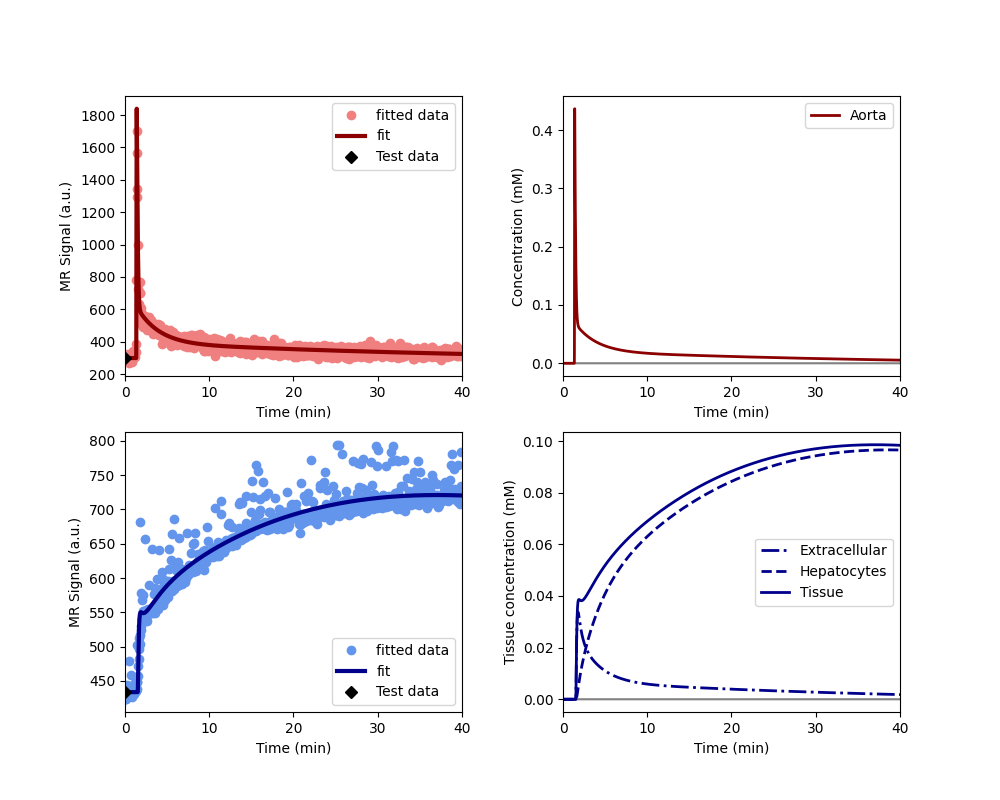 MR Signal (a.u.)
1800
1600
1400
1200
1000
800
600
400
200
0
10
20
30
40
Time (min)
fitted data
fit
Test data
Concentration (mM)
0.4
0.3
0.2
0.1
0.0
0
10
20
30
40
Time (min)
Aorta
MR Signal (a.u.)
800
750
700
650
600
550
500
450
0
10
20
30
40
Time (min)
fitted data
fit
Test data
Tissue concentration (mM)
0.10
0.08
0.06
0.04
0.02
0.00
0
10
20
30
40
Time (min)
Extracellular
Hepatocytes
Tissue